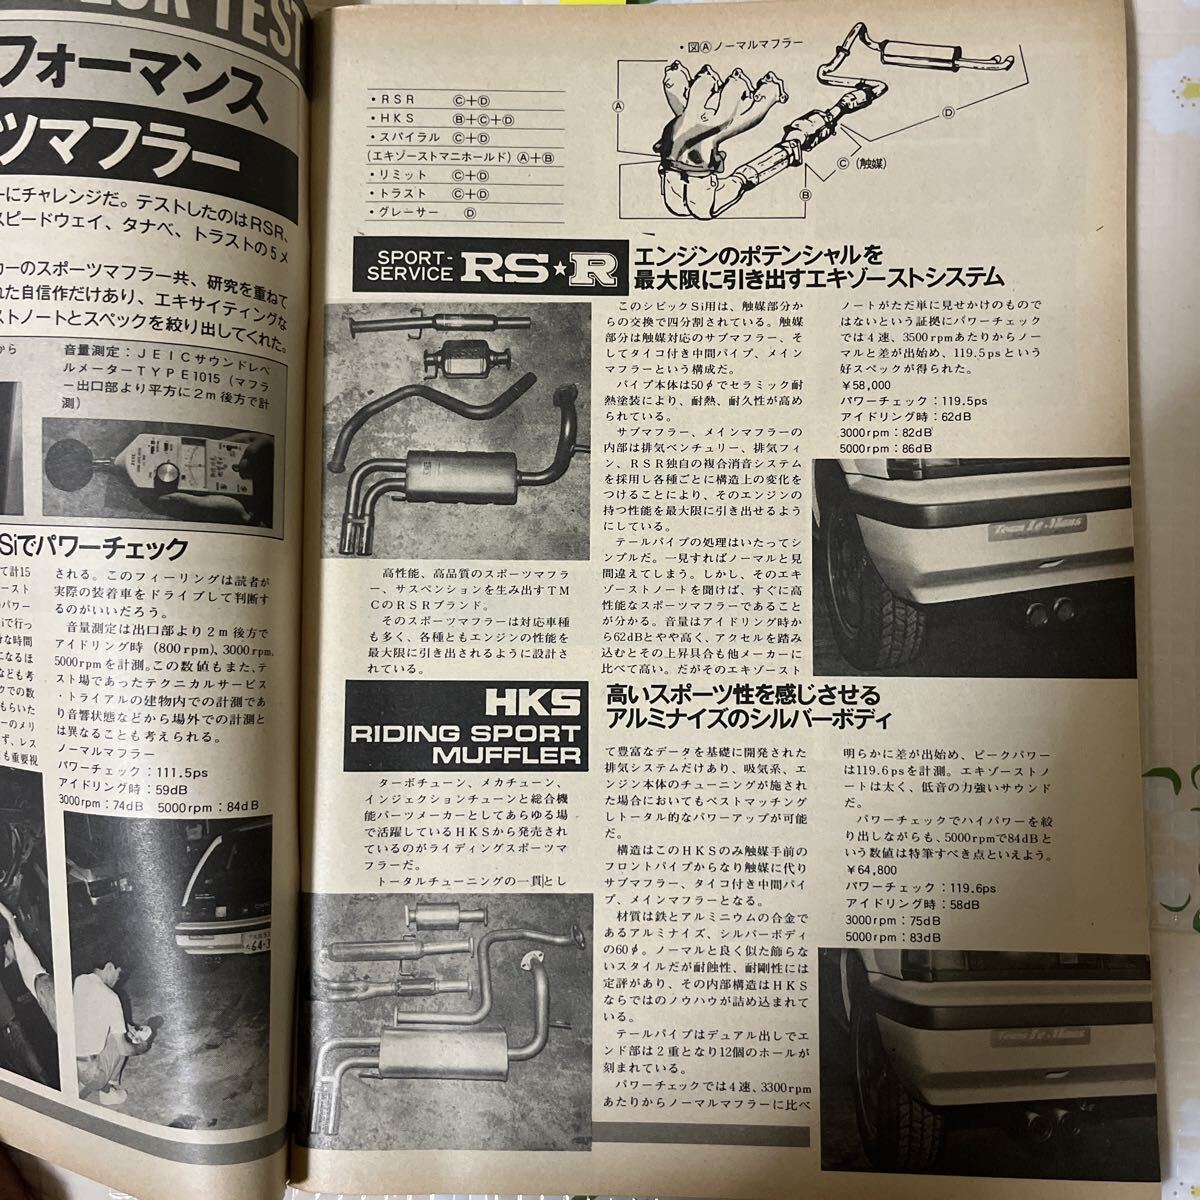 TEST
フォーマンス
ツマフラー
ーにチャレンジだ。テストしたのはRSR、
スピードウェイ、タナベ、トラストの5メ
カーのスポーツマフラー共、研究を重ねて
れた自信作だけあり、エキサイティングな
ストノートとスペックを絞り出してくれた。
から
音量測定：JEICサウンドレベ
ルメーターTYPE1015（マフラ
ー出口部より平方に2m後方で計
測）
Siでパワーチェック
て計15
される。このフィーリングは読者が
実際の装着車をドライブして判断す
るのがいいだろう。
音量測定は出口部より2m後方で
アイドリング時（800rpm）、3000rpm、
5000rpmを計測。この数値もまた、テ
スト場であったテクニカルサービス
・トライアルの建物内での計測であ
り音響状態などから場外での計測と
は異なることも考えられる。
ノーマルマフラー
パワーチェック：111.5ps
アイドリング時：59dB
3000rpm：74dB 5000rpm：84dB
・図Ⓐノーマルマフラー
・RSR Ⓒ+Ⓓ
・HKS Ⓑ+Ⓒ+Ⓓ
・スパイラル Ⓒ+Ⓓ
(エキゾーストマニホールド) Ⓐ+Ⓑ
・リミット Ⓒ+Ⓓ
・トラスト Ⓒ+Ⓓ
・グレーサー Ⓓ
Ⓐ
Ⓑ
Ⓒ（触媒）
Ⓓ
SPORT-SERVICE RS★R
エンジンのポテンシャルを
最大限に引き出すエキゾーストシステム
高性能、高品質のスポーツマフラ
ー、サスペンションを生み出すTM
CのRSRブランド。
そのスポーツマフラーは対応車種
も多く、各種ともエンジンの性能を
最大限に引き出されるように設計さ
れている。
このシビックSi用は、触媒部分か
らの交換で四分割されている。触媒
部分は触媒対応のサブマフラー、そ
してタイコ付き中間パイプ、メイン
マフラーという構成だ。
パイプ本体は50φでセラミック耐
熱塗装により、耐熱、耐久性が高め
られている。
サブマフラー、メインマフラーの
内部は排気ベンチュリー、排気フィ
ン、RSR独自の複合消音システム
を採用し各種ごとに構造上の変化を
つけることにより、そのエンジンの
持つ性能を最大限に引き出せるよう
にしている。
テールパイプの処理はいたってシ
ンプルだ。一見すればノーマルと見
間違えてしまう。しかし、そのエキ
ゾーストノートを聞けば、すぐに高
性能なスポーツマフラーであること
が分かる。音量はアイドリング時か
ら62dBとやや高く、アクセルを踏み
込むとその上昇具合も他メーカーに
比べて高い。だがそのエキゾースト
ノートがただ単に見せかけのもので
はないという証拠にパワーチェック
では4速、3500rpmあたりからノー
マルと差が出始め、119.5psという
好スペックが得られた。
￥58,000
パワーチェック：119.5ps
アイドリング時：62dB
3000rpm：82dB
5000rpm：86dB
Team Le Mans
HKS
RIDING SPORT
MUFFLER
高いスポーツ性を感じさせる
アルミナイズのシルバーボディ
ターボチューン、メカチューン、
インジェクションチューンと総合機
能パーツメーカーとしてあらゆる場
で活躍しているHKSから発売され
ているのがライディングスポーツマ
フラーだ。
トータルチューニングの一貫とし
て豊富なデータを基礎に開発された
排気システムだけあり、吸気系、エ
ンジン本体のチューニングが施され
た場合においてもベストマッチング
しトータル的なパワーアップが可能
だ。
構造はこのHKSのみ触媒手前の
フロントパイプからなり触媒に代り
サブマフラー、タイコ付き中間パイ
プ、メインマフラーとなる。
材質は鉄とアルミニウムの合金で
あるアルミナイズ、シルバーボディ
の60φ。ノーマルと良く似た飾らな
いスタイルだが耐蝕性、耐剛性には
定評があり、その内部構造はHKS
ならではのノウハウが詰め込まれて
いる。
テールパイプはデュアル出しでエ
ンド部は2重となり12個のホールが
刻まれている。
パワーチェックでは4速、3300rpm
あたりからノーマルマフラーに比べ
明らかに差が出始め、ピークパワー
は119.6psを計測。エキゾーストノ
ートは太く、低音の力強いサウンド
だ。
パワーチェックでハイパワーを絞
り出しながらも、5000rpmで84dBと
いう数値は特筆すべき点といえよう。
￥64,800
パワーチェック：119.6ps
アイドリング時：58dB
3000rpm：75dB
5000rpm：83dB
Team Le Mans